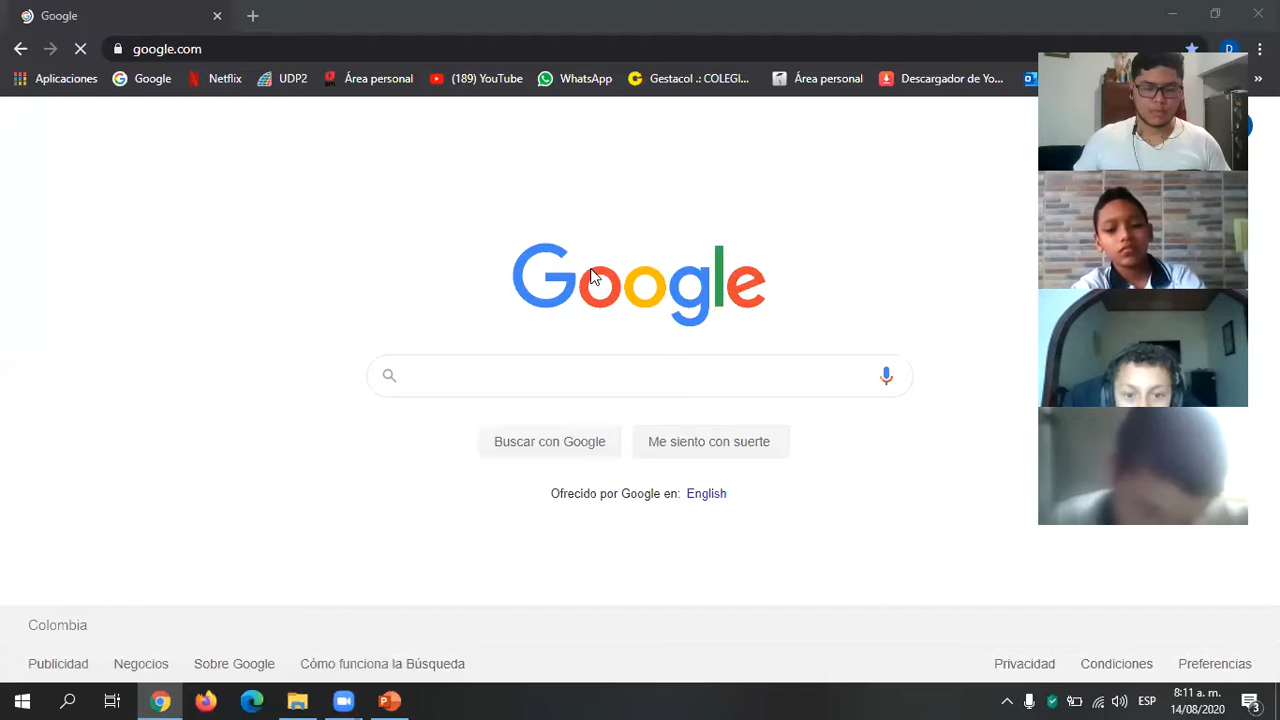 Google
google.com
D
Aplicaciones Google Netflix UDP2 Área personal (189) YouTube WhatsApp Gestacol .: COLEGI... Área personal Descargador de Yo... »
Google
Buscar con Google Me siento con suerte
Ofrecido por Google en: English
Colombia
Publicidad Negocios Sobre Google Cómo funciona la Búsqueda Privacidad Condiciones Preferencias
ESP 8:11 a. m.
14/08/2020 3